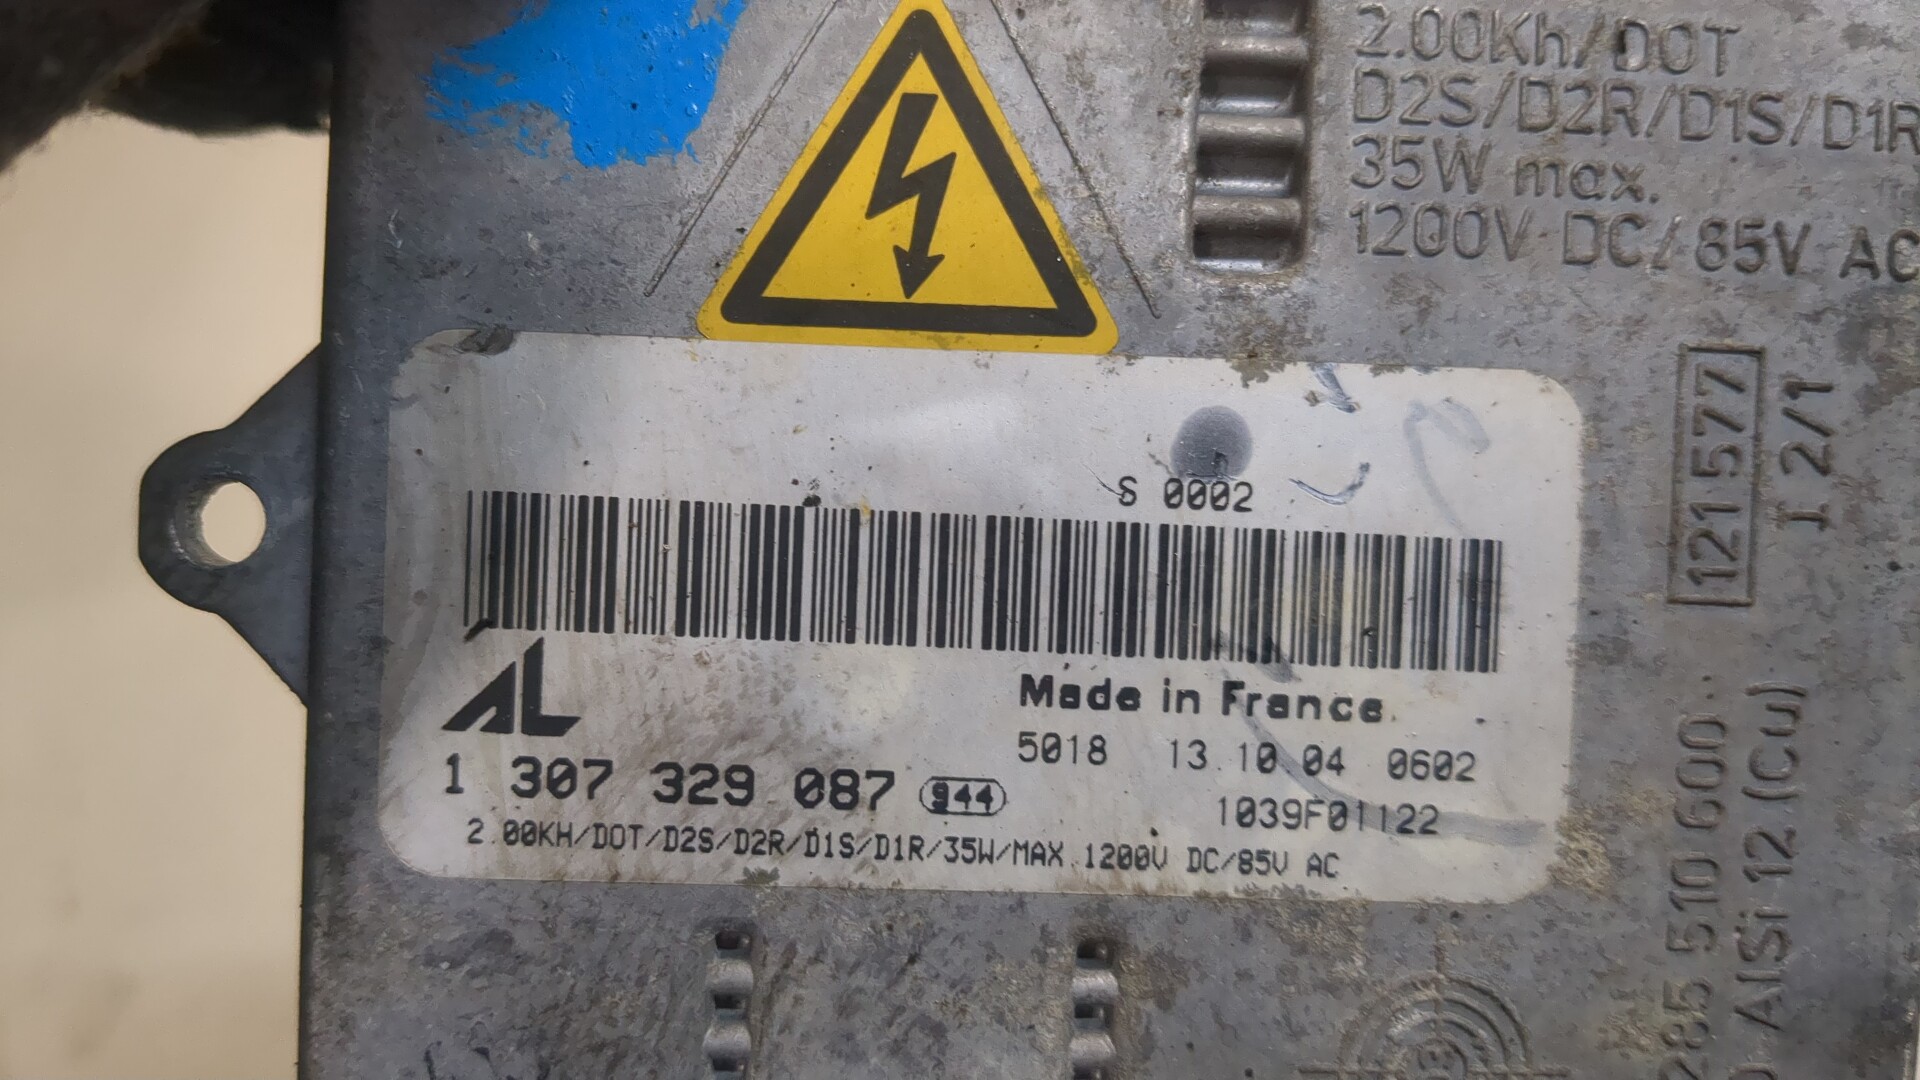 2.00Kh/DOT
D2S/D2R/D1S/D1R
35W max.
1200V DC/85V AC
S 0002
AL
Made in France
5018 13.10.04 0602
1 307 329 087 944
1039F01122
2.00KH/DOT/D2S/D2R/D1S/D1R/35W/MAX.1200V DC/85V AC
121577
I 2/1
285 510 600
AlSi 12 (Cu)